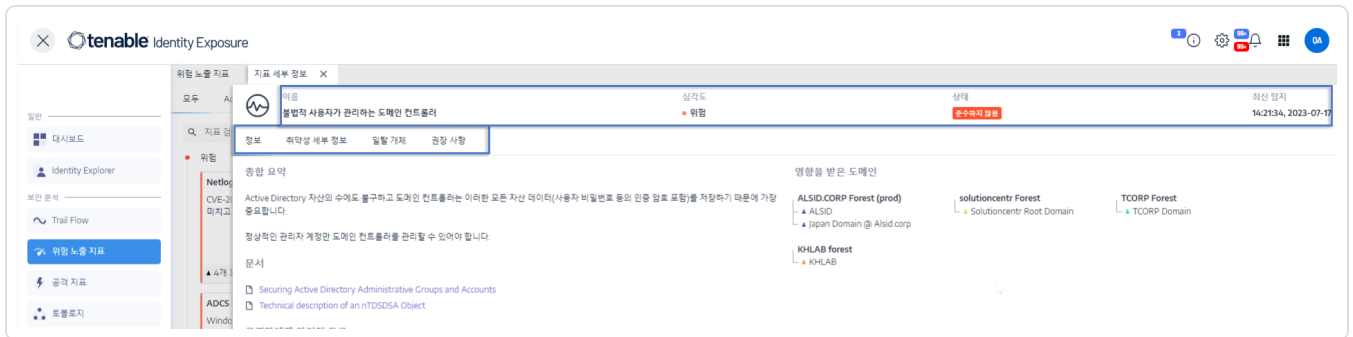 tenable Identity Exposure
3
99+
99+
QA
위험 노출 지표
지표 세부 정보
모두
이름
심각도
상태
최신 탐지
불법적 사용자가 관리하는 도메인 컨트롤러
위험
준수하지 않음
14:21:34, 2023-07-17
일반
대시보드
Identity Explorer
보안 분석
Trail Flow
위험 노출 지표
공격 지표
토폴로지
지표 검
위험
Netlog
CVE-20
미치고
4개
ADCS
Windo
정보
취약성 세부 정보
일탈 개체
권장 사항
종합 요약
Active Directory 자산의 수에도 불구하고 도메인 컨트롤러는 이러한 모든 자산 데이터(사용자 비밀번호 등의 인증 암호 포함)를 저장하기 때문에 가장
중요합니다.
정상적인 관리자 계정만 도메인 컨트롤러를 관리할 수 있어야 합니다.
문서
Securing Active Directory Administrative Groups and Accounts
Technical description of an nTDSDSA Object
영향을 받은 도메인
ALSID.CORP Forest (prod)
ALSID
Japan Domain @ Alsid.corp
solutioncentr Forest
Solutioncentr Root Domain
TCORP Forest
TCORP Domain
KHLAB forest
KHLAB